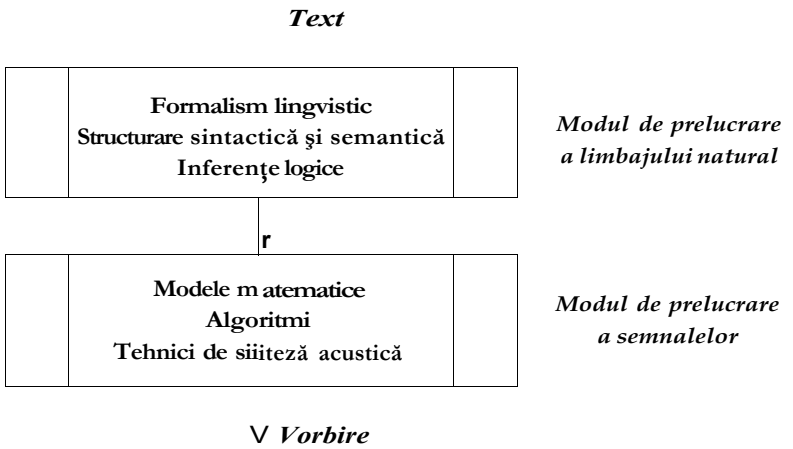 Text
Formalism lingvistic
Structurare sintactică şi semantică
Inferenţe logice
Modul de prelucrare
a limbajului natural
r
Modele m atematice
Algoritmi
Tehnici de siiiteză acustică
Modul de prelucrare
a semnalelor
V Vorbire